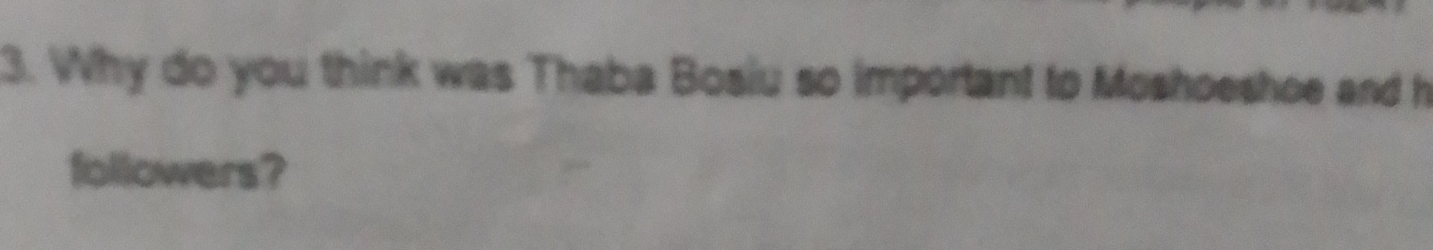 3. Why do you think was Thaba Bosiu so important to Moshoeshoe and
followers?